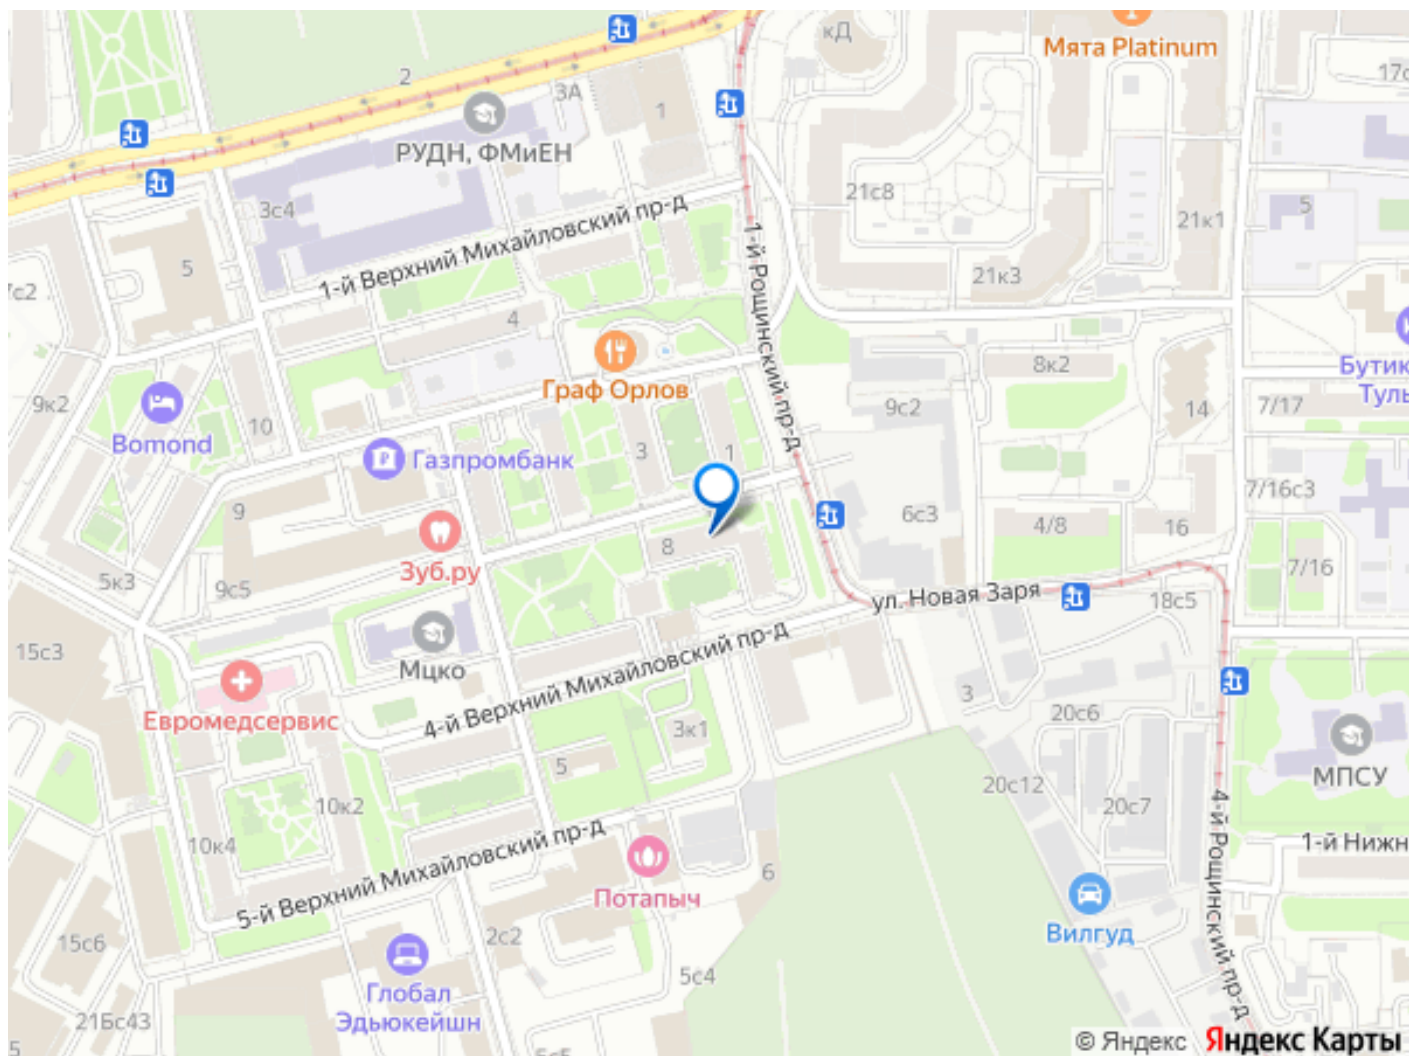 кД
Мята Platinum
17с
2
3А
1
РУДН, ФМиЕН
3с4
21с8
5
21к1
1-й Верхний Михайловский пр-д
5
7с2
21к3
1-й Рощинский пр-д
4
Граф Орлов
8к2
Бутик
Туль
9к2
Bomond
10
9с2
14
7/17
3
1
Газпромбанк
7/16с3
9
6с3
4/8
16
Зуб.ру
8
5к3
9с5
7/16
ул. Новая Заря
18с5
15с3
Мцко
4-й Верхний Михайловский пр-д
Евромедсервис
3
20с6
3к1
5
МПСУ
20с12
20с7
10к2
4-й Рощинский пр-д
10к4
1-й Нижн
5-й Верхний Михайловский пр-д
Потапыч
6
Вилгуд
15с6
2с2
5с4
Глобал
Эдьюкейшн
21Бс43
© Яндекс Яндекс Карты